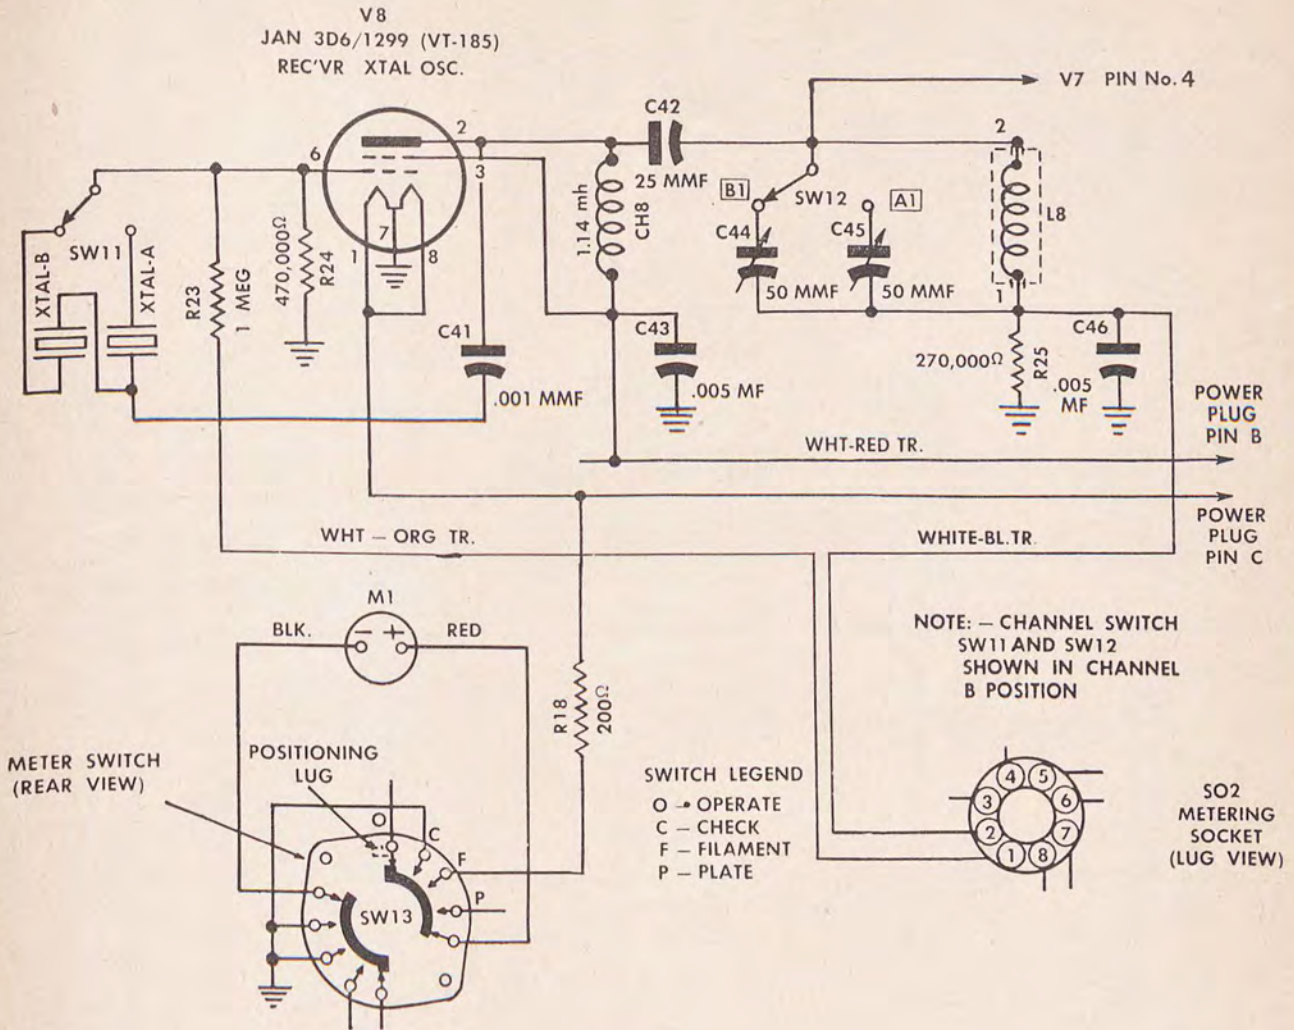 V8
JAN 3D6/1299 (VT-185)
REC'VR XTAL OSC.
V7 PIN No. 4
C42
25 MMF
2
2
6
3
7
1
8
1.14 mh
CH8
B1
SW12
A1
C44
C45
50 MMF
50 MMF
L8
1
SW11
XTAL-B
XTAL-A
R23
1 MEG
470,000Ω
R24
C41
.001 MMF
C43
.005 MF
270,000Ω
R25
C46
.005
MF
POWER
PLUG
PIN B
WHT-RED TR.
POWER
PLUG
PIN C
WHT – ORG TR.
WHITE-BL.TR.
M1
BLK.
– +
RED
NOTE: – CHANNEL SWITCH
SW11 AND SW12
SHOWN IN CHANNEL
B POSITION
R18
200Ω
METER SWITCH
(REAR VIEW)
POSITIONING
LUG
O
C
F
P
SW13
SWITCH LEGEND
O – OPERATE
C – CHECK
F – FILAMENT
P – PLATE
4 5
3 6
2 7
1 8
SO2
METERING
SOCKET
(LUG VIEW)